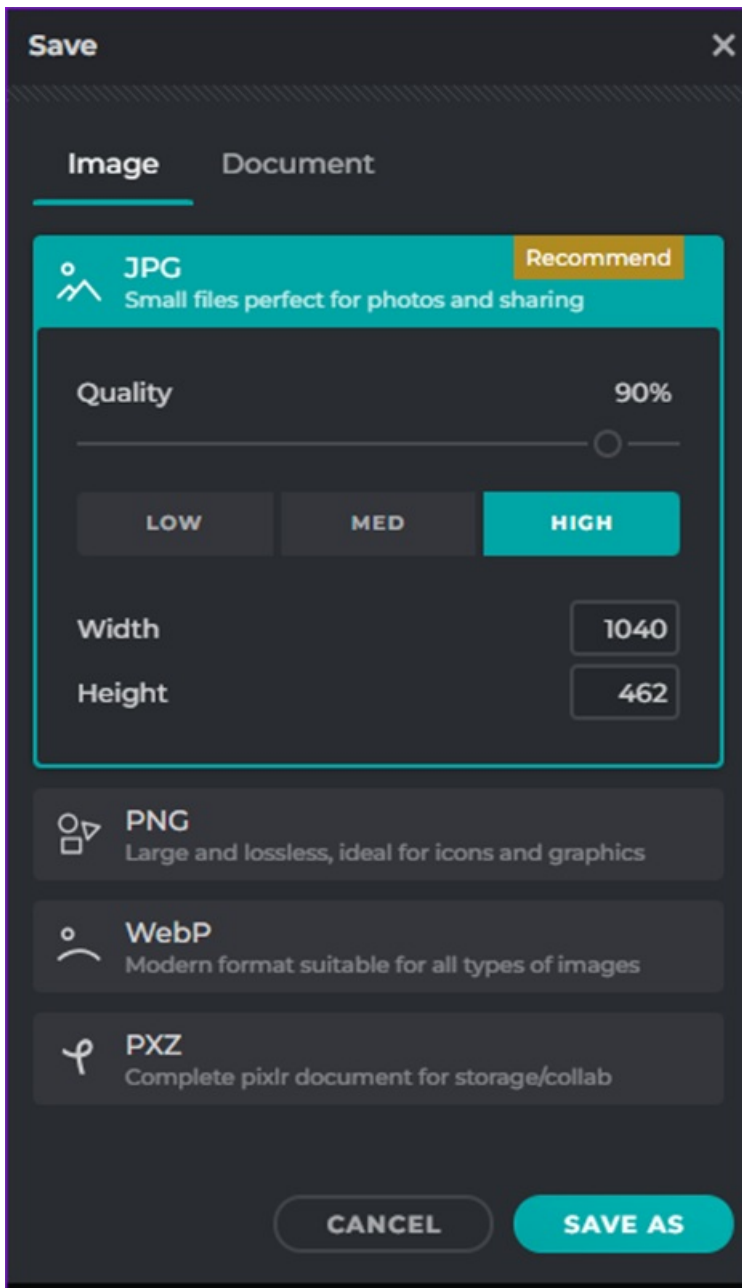 Save
Image Document
Recommend
JPG
Small files perfect for photos and sharing
Quality 90%
LOW MED HIGH
Width 1040
Height 462
PNG
Large and lossless, ideal for icons and graphics
WebP
Modern format suitable for all types of images
PXZ
Complete pixlr document for storage/collab
CANCEL SAVE AS